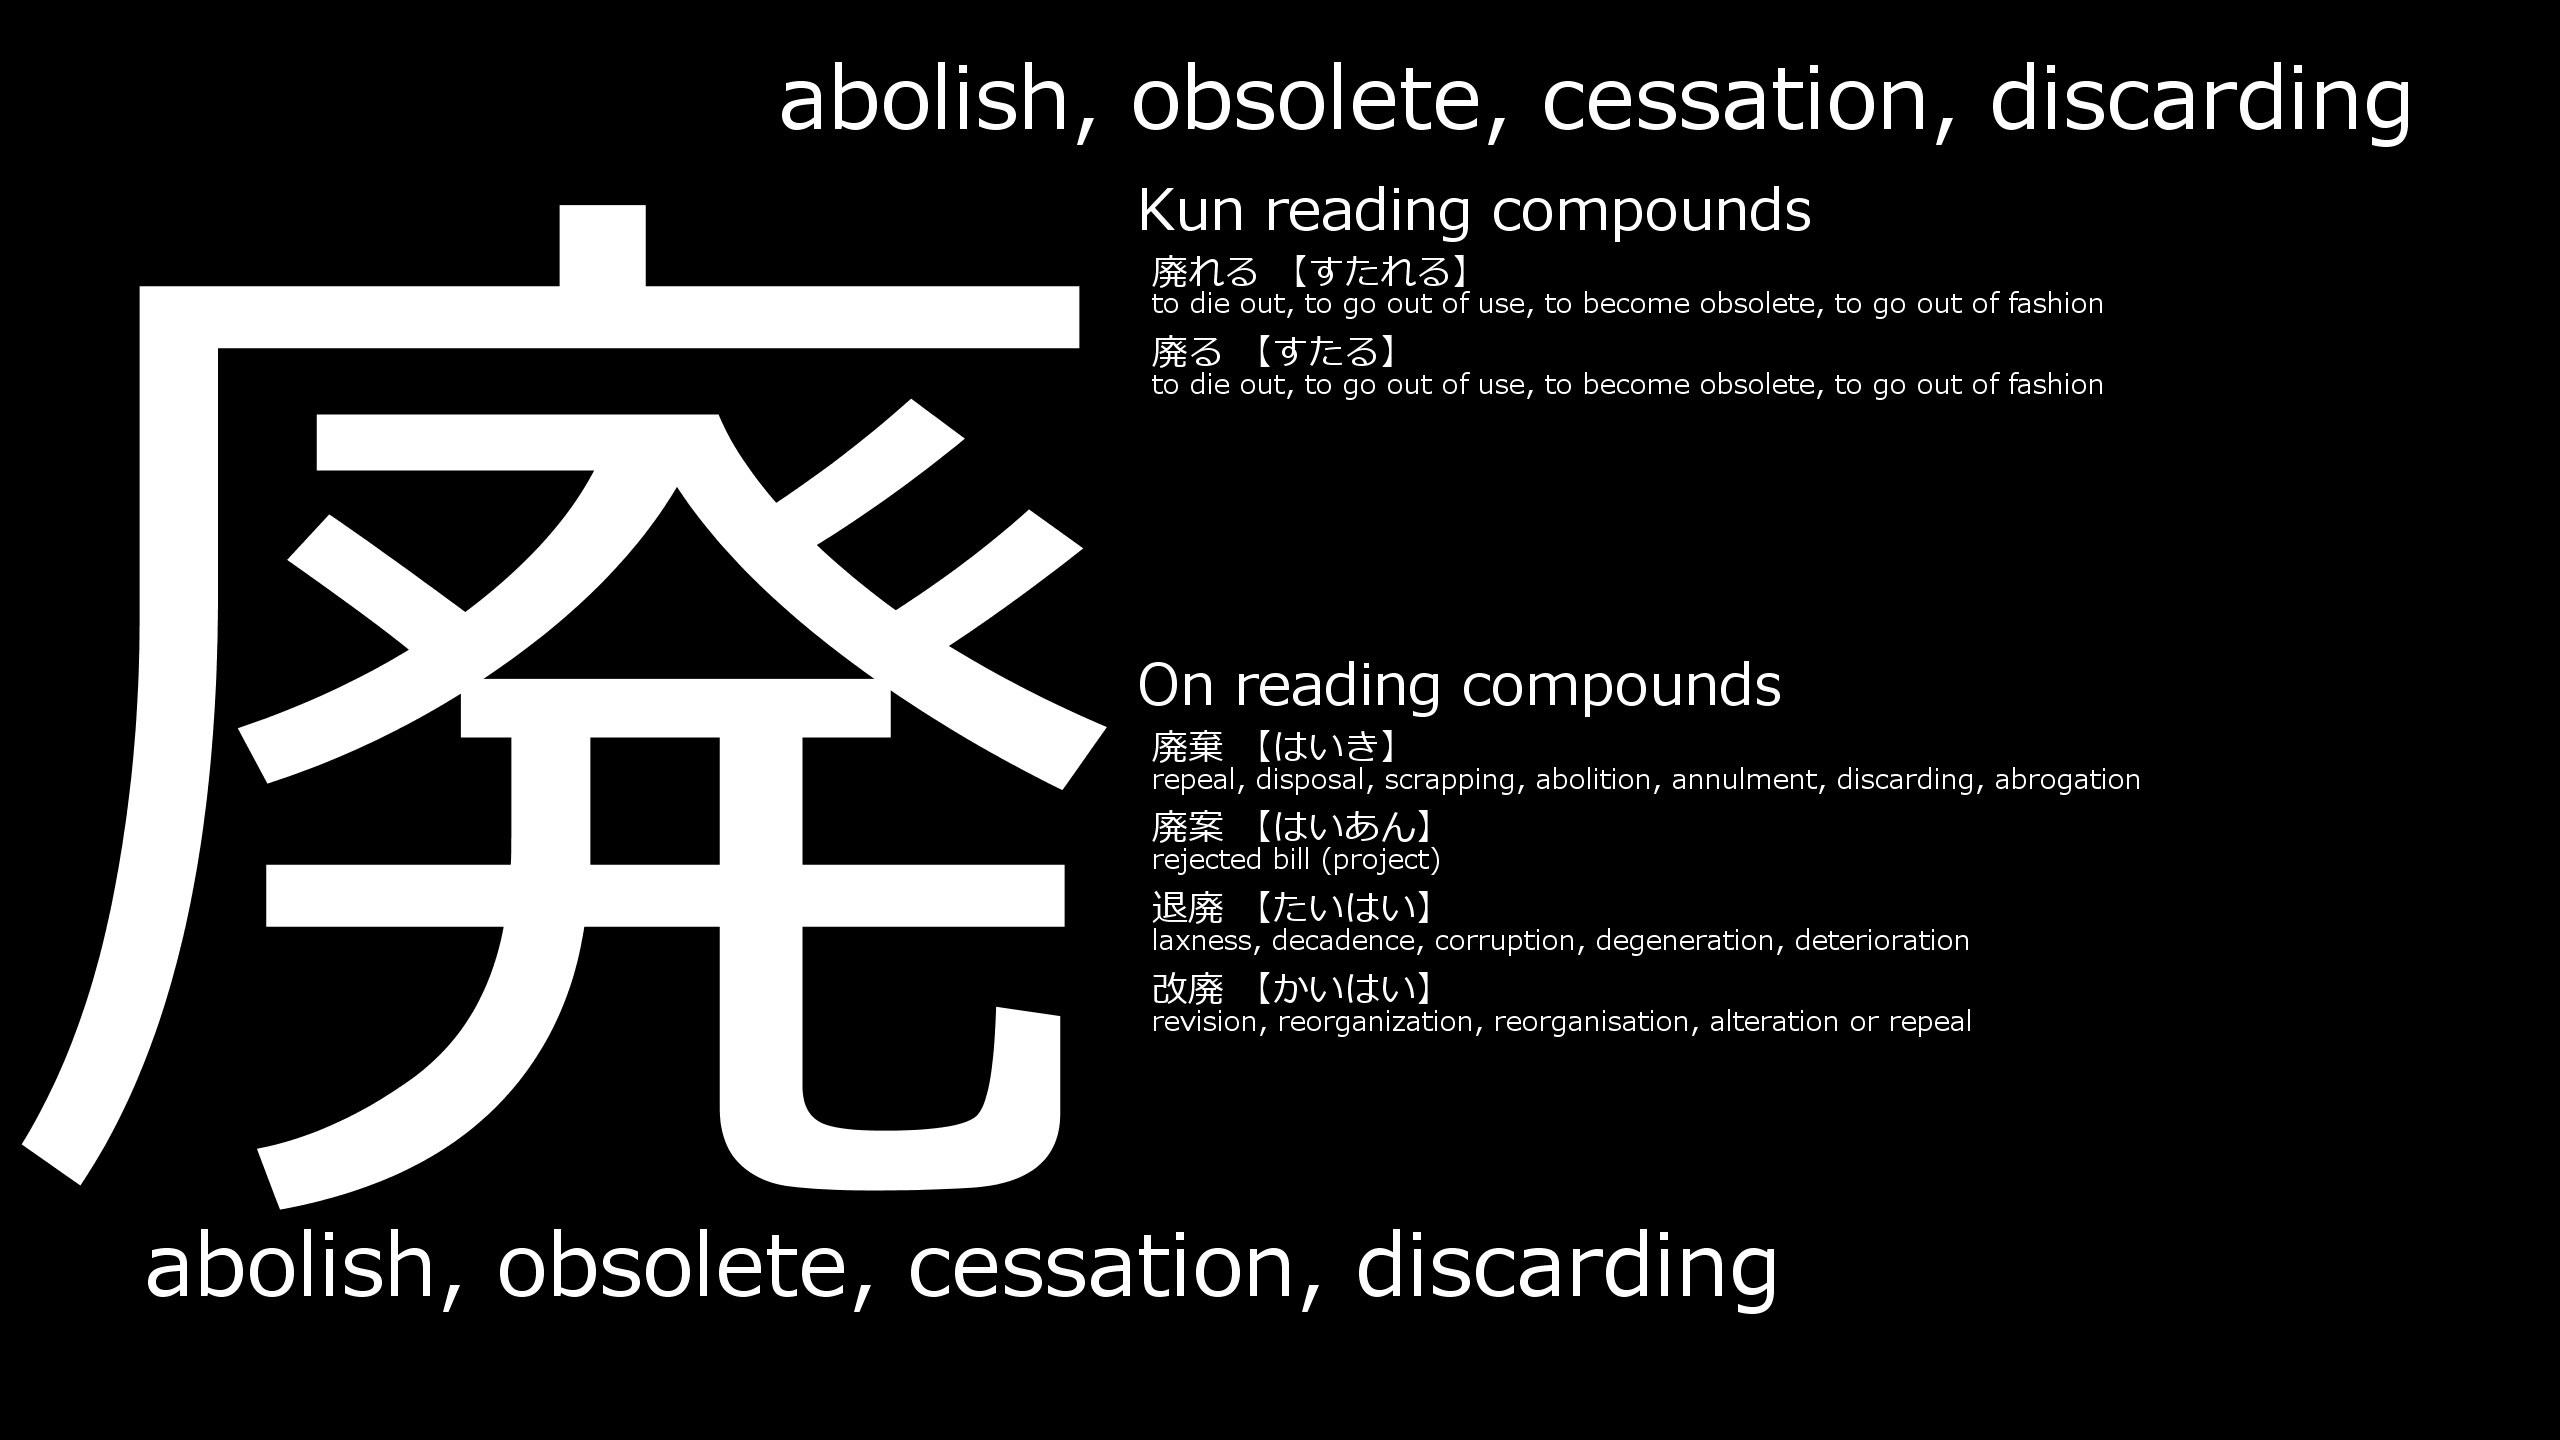 abolish, obsolete, cessation, discarding
廃
Kun reading compounds
廃れる 【すたれる】
to die out, to go out of use, to become obsolete, to go out of fashion
廃る 【すたる】
to die out, to go out of use, to become obsolete, to go out of fashion
On reading compounds
廃棄 【はいき】
repeal, disposal, scrapping, abolition, annulment, discarding, abrogation
廃案 【はいあん】
rejected bill (project)
退廃 【たいはい】
laxness, decadence, corruption, degeneration, deterioration
改廃 【かいはい】
revision, reorganization, reorganisation, alteration or repeal
abolish, obsolete, cessation, discarding